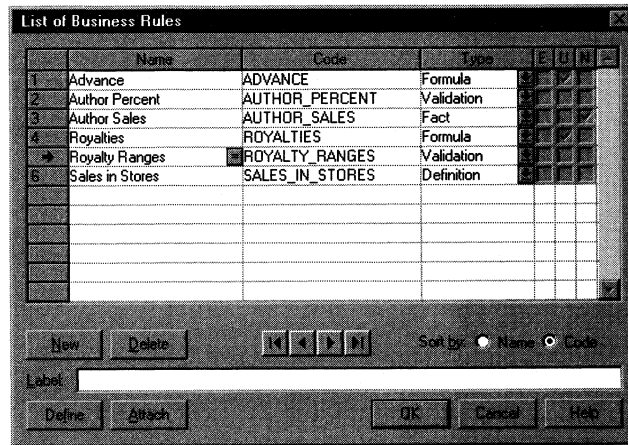 List of Business Rules
Name Code Type E U N
1 Advance ADVANCE Formula
2 Author Percent AUTHOR_PERCENT Validation
3 Author Sales AUTHOR_SALES Fact
4 Royalties ROYALTIES Formula
Royalty Ranges ROYALTY_RANGES Validation
6 Sales in Stores SALES_IN_STORES Definition
New Delete Sort by: Name Code
Label:
Define Attach OK Cancel Help